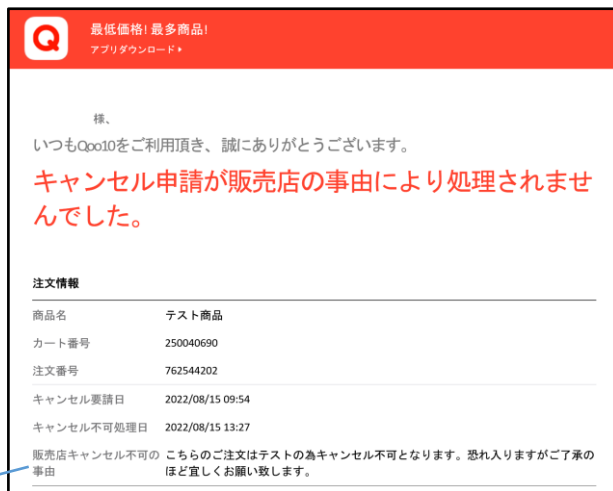 Q
最低価格! 最多商品!
アプリダウンロード▸
様、
いつもQoo10をご利用頂き、誠にありがとうございます。
キャンセル申請が販売店の事由により処理されませ
んでした。
注文情報
商品名 テスト商品
カート番号 250040690
注文番号 762544202
キャンセル要請日 2022/08/15 09:54
キャンセル不可処理日 2022/08/15 13:27
販売店キャンセル不可の こちらのご注文はテストの為キャンセル不可となります。恐れ入りますがご了承の
事由 ほど宜しくお願い致します。